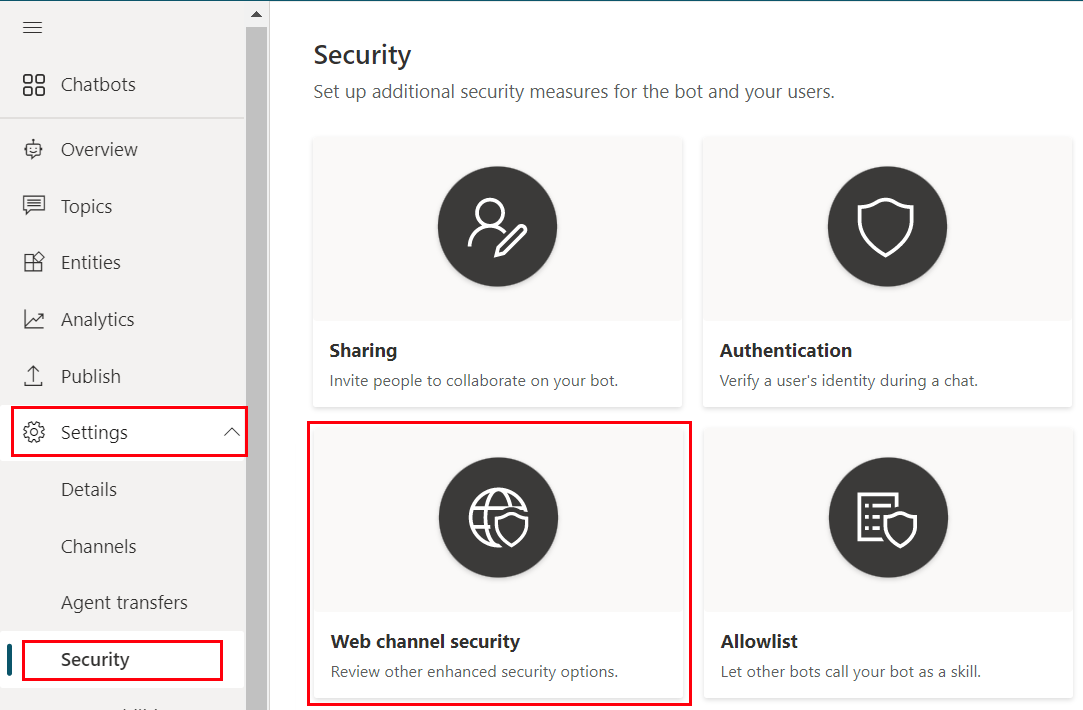 Chatbots
Overview
Topics
Entities
Analytics
Publish
Settings
Details
Channels
Agent transfers
Security
Security
Set up additional security measures for the bot and your users.
Sharing
Invite people to collaborate on your bot.
Authentication
Verify a user's identity during a chat.
Web channel security
Review other enhanced security options.
Allowlist
Let other bots call your bot as a skill.